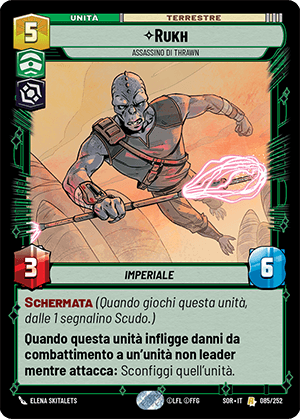 5
UNITÀ
TERRESTRE
✧RUKH
ASSASSINO DI THRAWN
3
IMPERIALE
6
SCHERMATA (Quando giochi questa unità,
dalle 1 segnalino Scudo.)
Quando questa unità infligge danni da
combattimento a un'unità non leader
mentre attacca: Sconfiggi quell'unità.
ELENA SKITALETS
©LFL ©FFG
SOR•IT
R
085/252